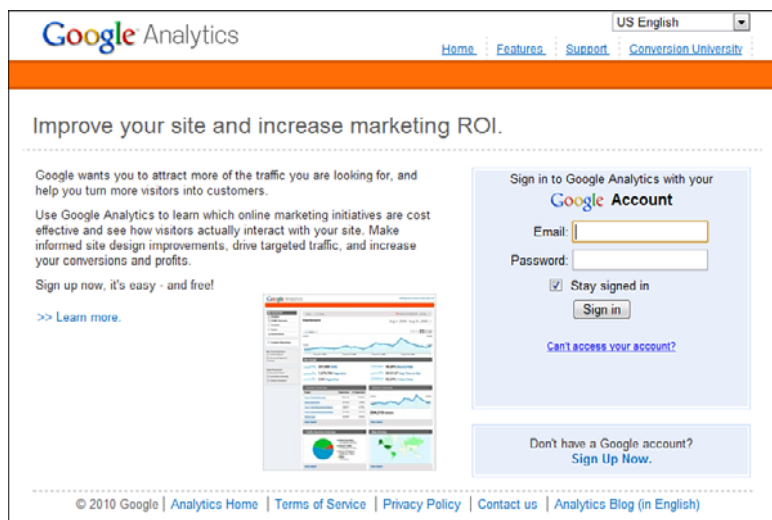 Google Analytics
US English
Home Features Support Conversion University
Improve your site and increase marketing ROI.
Google wants you to attract more of the traffic you are looking for, and
help you turn more visitors into customers.
Use Google Analytics to learn which online marketing initiatives are cost
effective and see how visitors actually interact with your site. Make
informed site design improvements, drive targeted traffic, and increase
your conversions and profits.
Sign up now, it's easy - and free!
>> Learn more.
Sign in to Google Analytics with your
Google Account
Email:
Password:
Stay signed in
Sign in
Can't access your account?
Don't have a Google account?
Sign Up Now.
© 2010 Google | Analytics Home | Terms of Service | Privacy Policy | Contact us | Analytics Blog (in English)